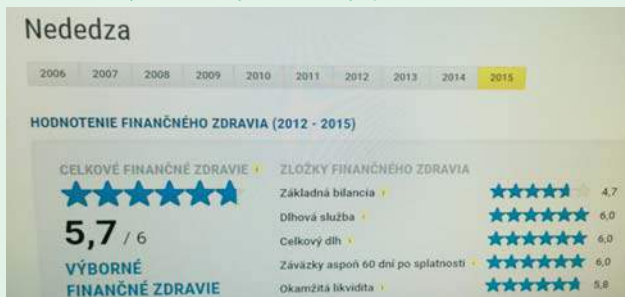 Nededza
2006 2007 2008 2009 2010 2011 2012 2013 2014 2015
HODNOTENIE FINANČNÉHO ZDRAVIA (2012 - 2015)
CELKOVÉ FINANČNÉ ZDRAVIE
5,7 / 6
VÝBORNÉ
FINANČNÉ ZDRAVIE
ZLOŽKY FINANČNÉHO ZDRAVIA
Základná bilancia 4,7
Dlhová služba 6,0
Celkový dlh 6,0
Záväzky aspoň 60 dní po splatnosti 6,0
Okamžitá likvidita 5,8